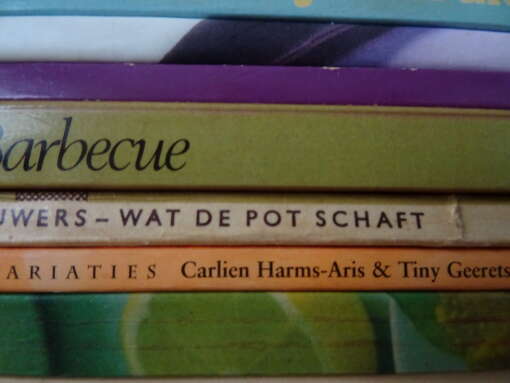 Barbecue
UWERS – WAT DE POT SCHAFT
ARIATIES Carlien Harms-Aris & Tiny Geerets